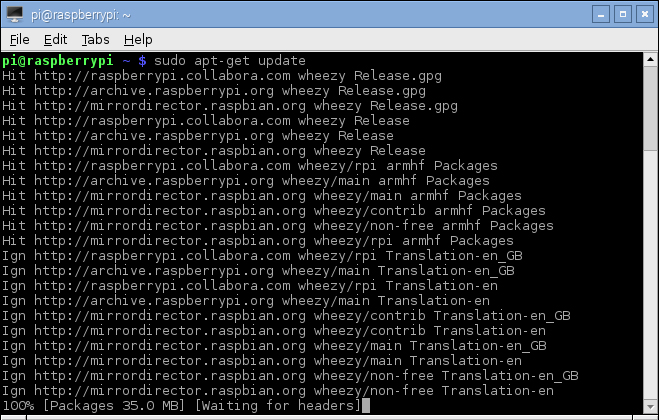 pi@raspberrypi: ~
File Edit Tabs Help
pi@raspberrypi ~ $ sudo apt-get update
Hit http://raspberrypi.collabora.com wheezy Release.gpg
Hit http://archive.raspberrypi.org wheezy Release.gpg
Hit http://mirrordirector.raspbian.org wheezy Release.gpg
Hit http://raspberrypi.collabora.com wheezy Release
Hit http://archive.raspberrypi.org wheezy Release
Hit http://mirrordirector.raspbian.org wheezy Release
Hit http://raspberrypi.collabora.com wheezy/rpi armhf Packages
Hit http://archive.raspberrypi.org wheezy/main armhf Packages
Hit http://mirrordirector.raspbian.org wheezy/main armhf Packages
Hit http://mirrordirector.raspbian.org wheezy/contrib armhf Packages
Hit http://mirrordirector.raspbian.org wheezy/non-free armhf Packages
Hit http://mirrordirector.raspbian.org wheezy/rpi armhf Packages
Ign http://raspberrypi.collabora.com wheezy/rpi Translation-en_GB
Ign http://archive.raspberrypi.org wheezy/main Translation-en_GB
Ign http://raspberrypi.collabora.com wheezy/rpi Translation-en
Ign http://archive.raspberrypi.org wheezy/main Translation-en
Ign http://mirrordirector.raspbian.org wheezy/contrib Translation-en_GB
Ign http://mirrordirector.raspbian.org wheezy/contrib Translation-en
Ign http://mirrordirector.raspbian.org wheezy/main Translation-en_GB
Ign http://mirrordirector.raspbian.org wheezy/main Translation-en
Ign http://mirrordirector.raspbian.org wheezy/non-free Translation-en_GB
Ign http://mirrordirector.raspbian.org wheezy/non-free Translation-en
100% [Packages 35.0 MB] [Waiting for headers]